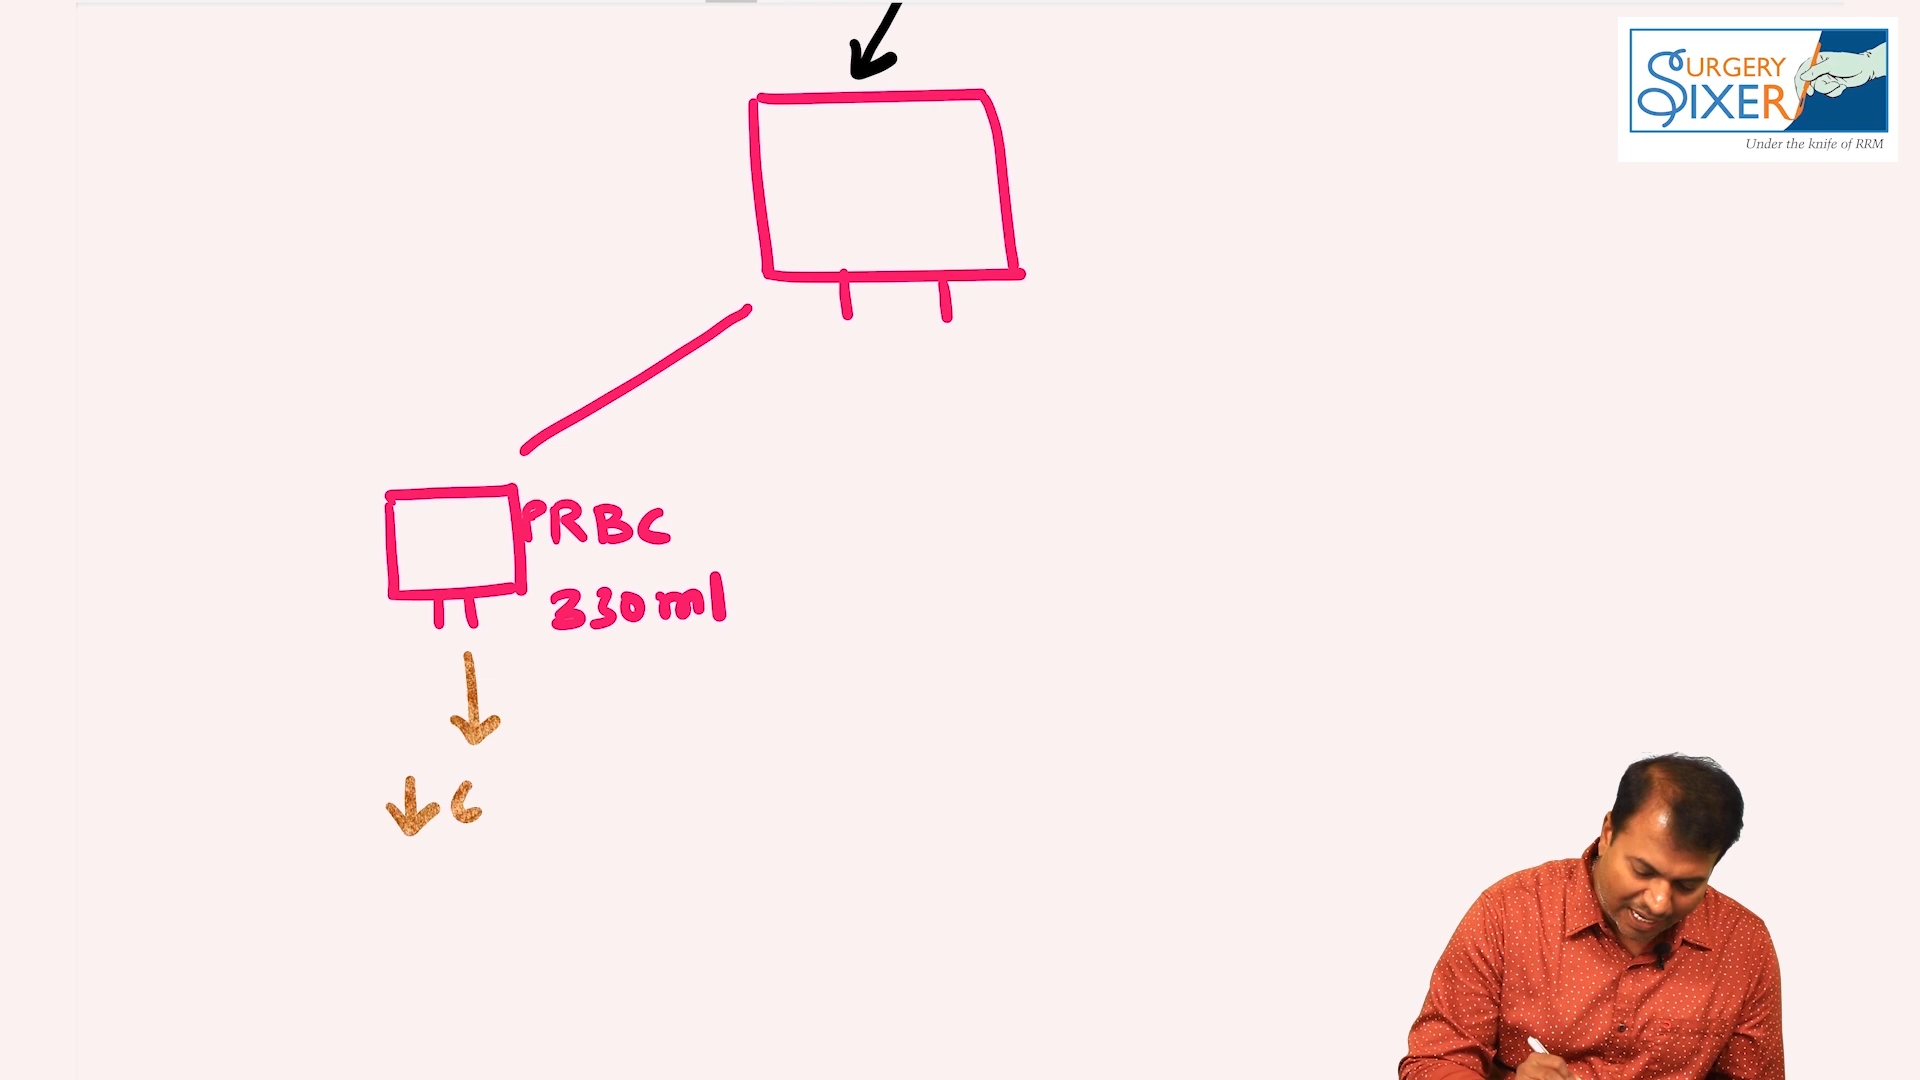 SURGERY
SIXER
Under the knife of RRM
PRBC
330ml
↓ C